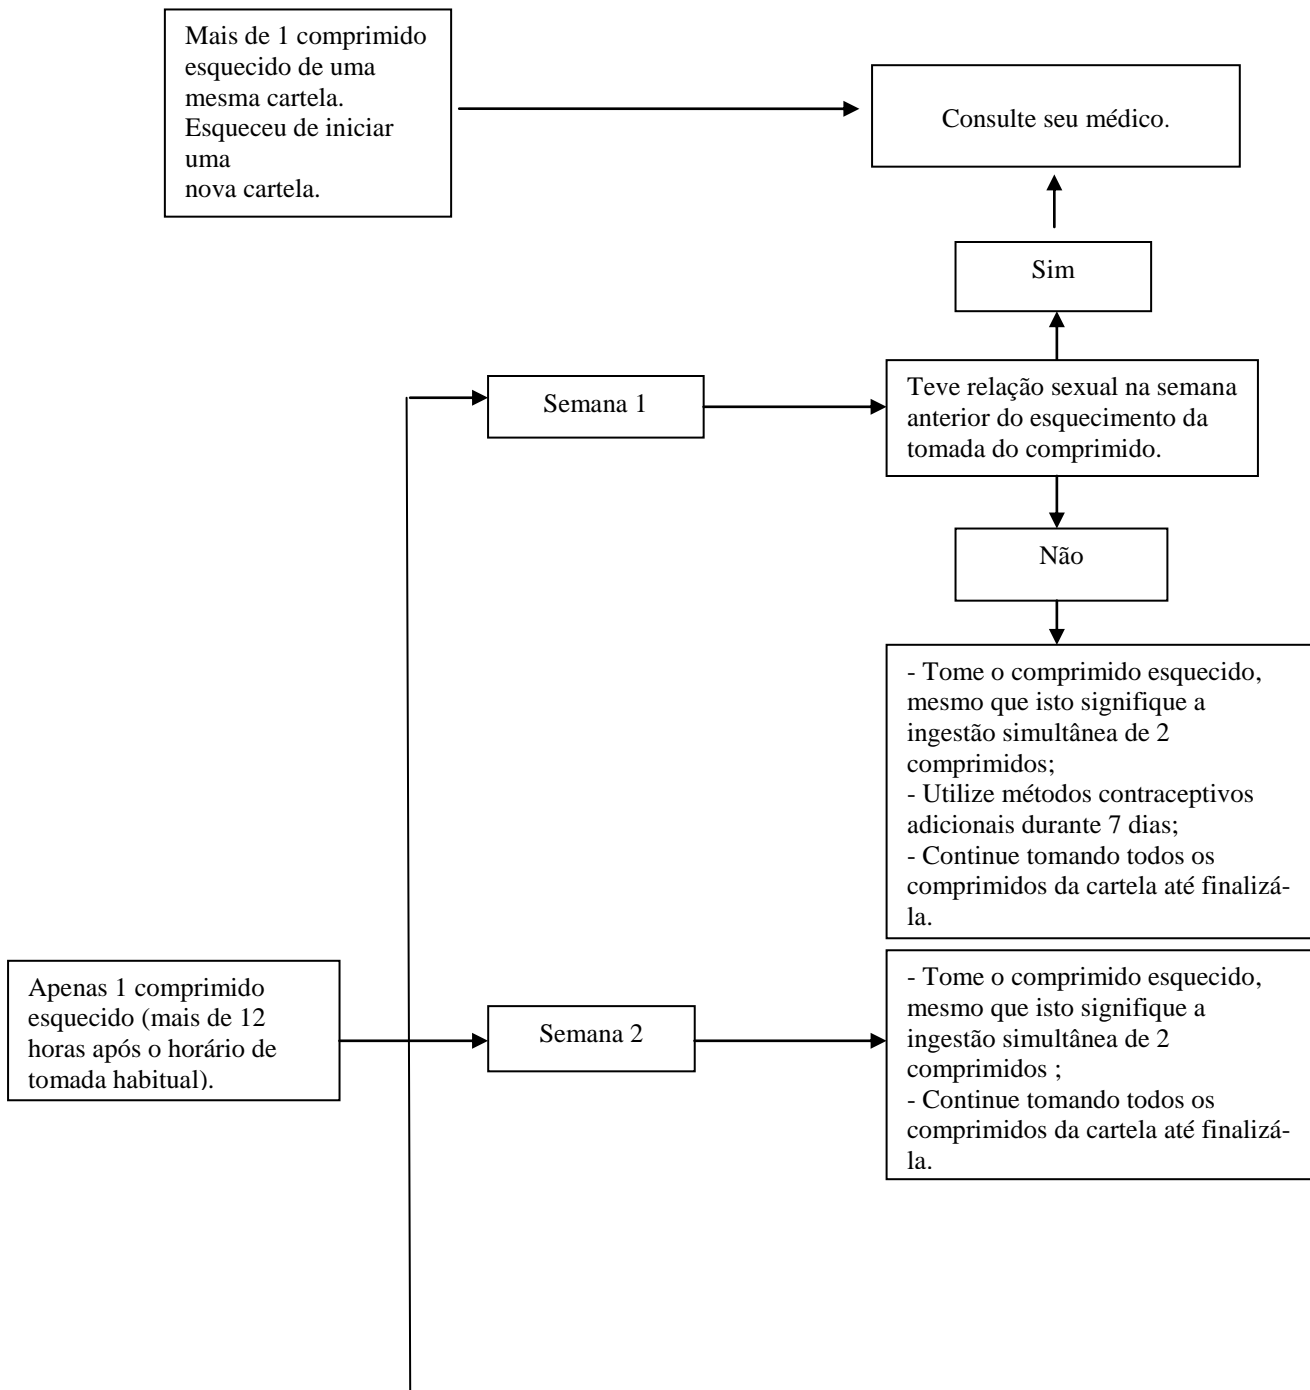 Mais de 1 comprimido
esquecido de uma
mesma cartela.
Esqueceu de iniciar
uma
nova cartela.
Consulte seu médico.
Sim
Semana 1
Teve relação sexual na semana
anterior do esquecimento da
tomada do comprimido.
Não
- Tome o comprimido esquecido,
mesmo que isto signifique a
ingestão simultânea de 2
comprimidos;
- Utilize métodos contraceptivos
adicionais durante 7 dias;
- Continue tomando todos os
comprimidos da cartela até finalizá-
la.
Apenas 1 comprimido
esquecido (mais de 12
horas após o horário de
tomada habitual).
Semana 2
- Tome o comprimido esquecido,
mesmo que isto signifique a
ingestão simultânea de 2
comprimidos ;
- Continue tomando todos os
comprimidos da cartela até finalizá-
la.